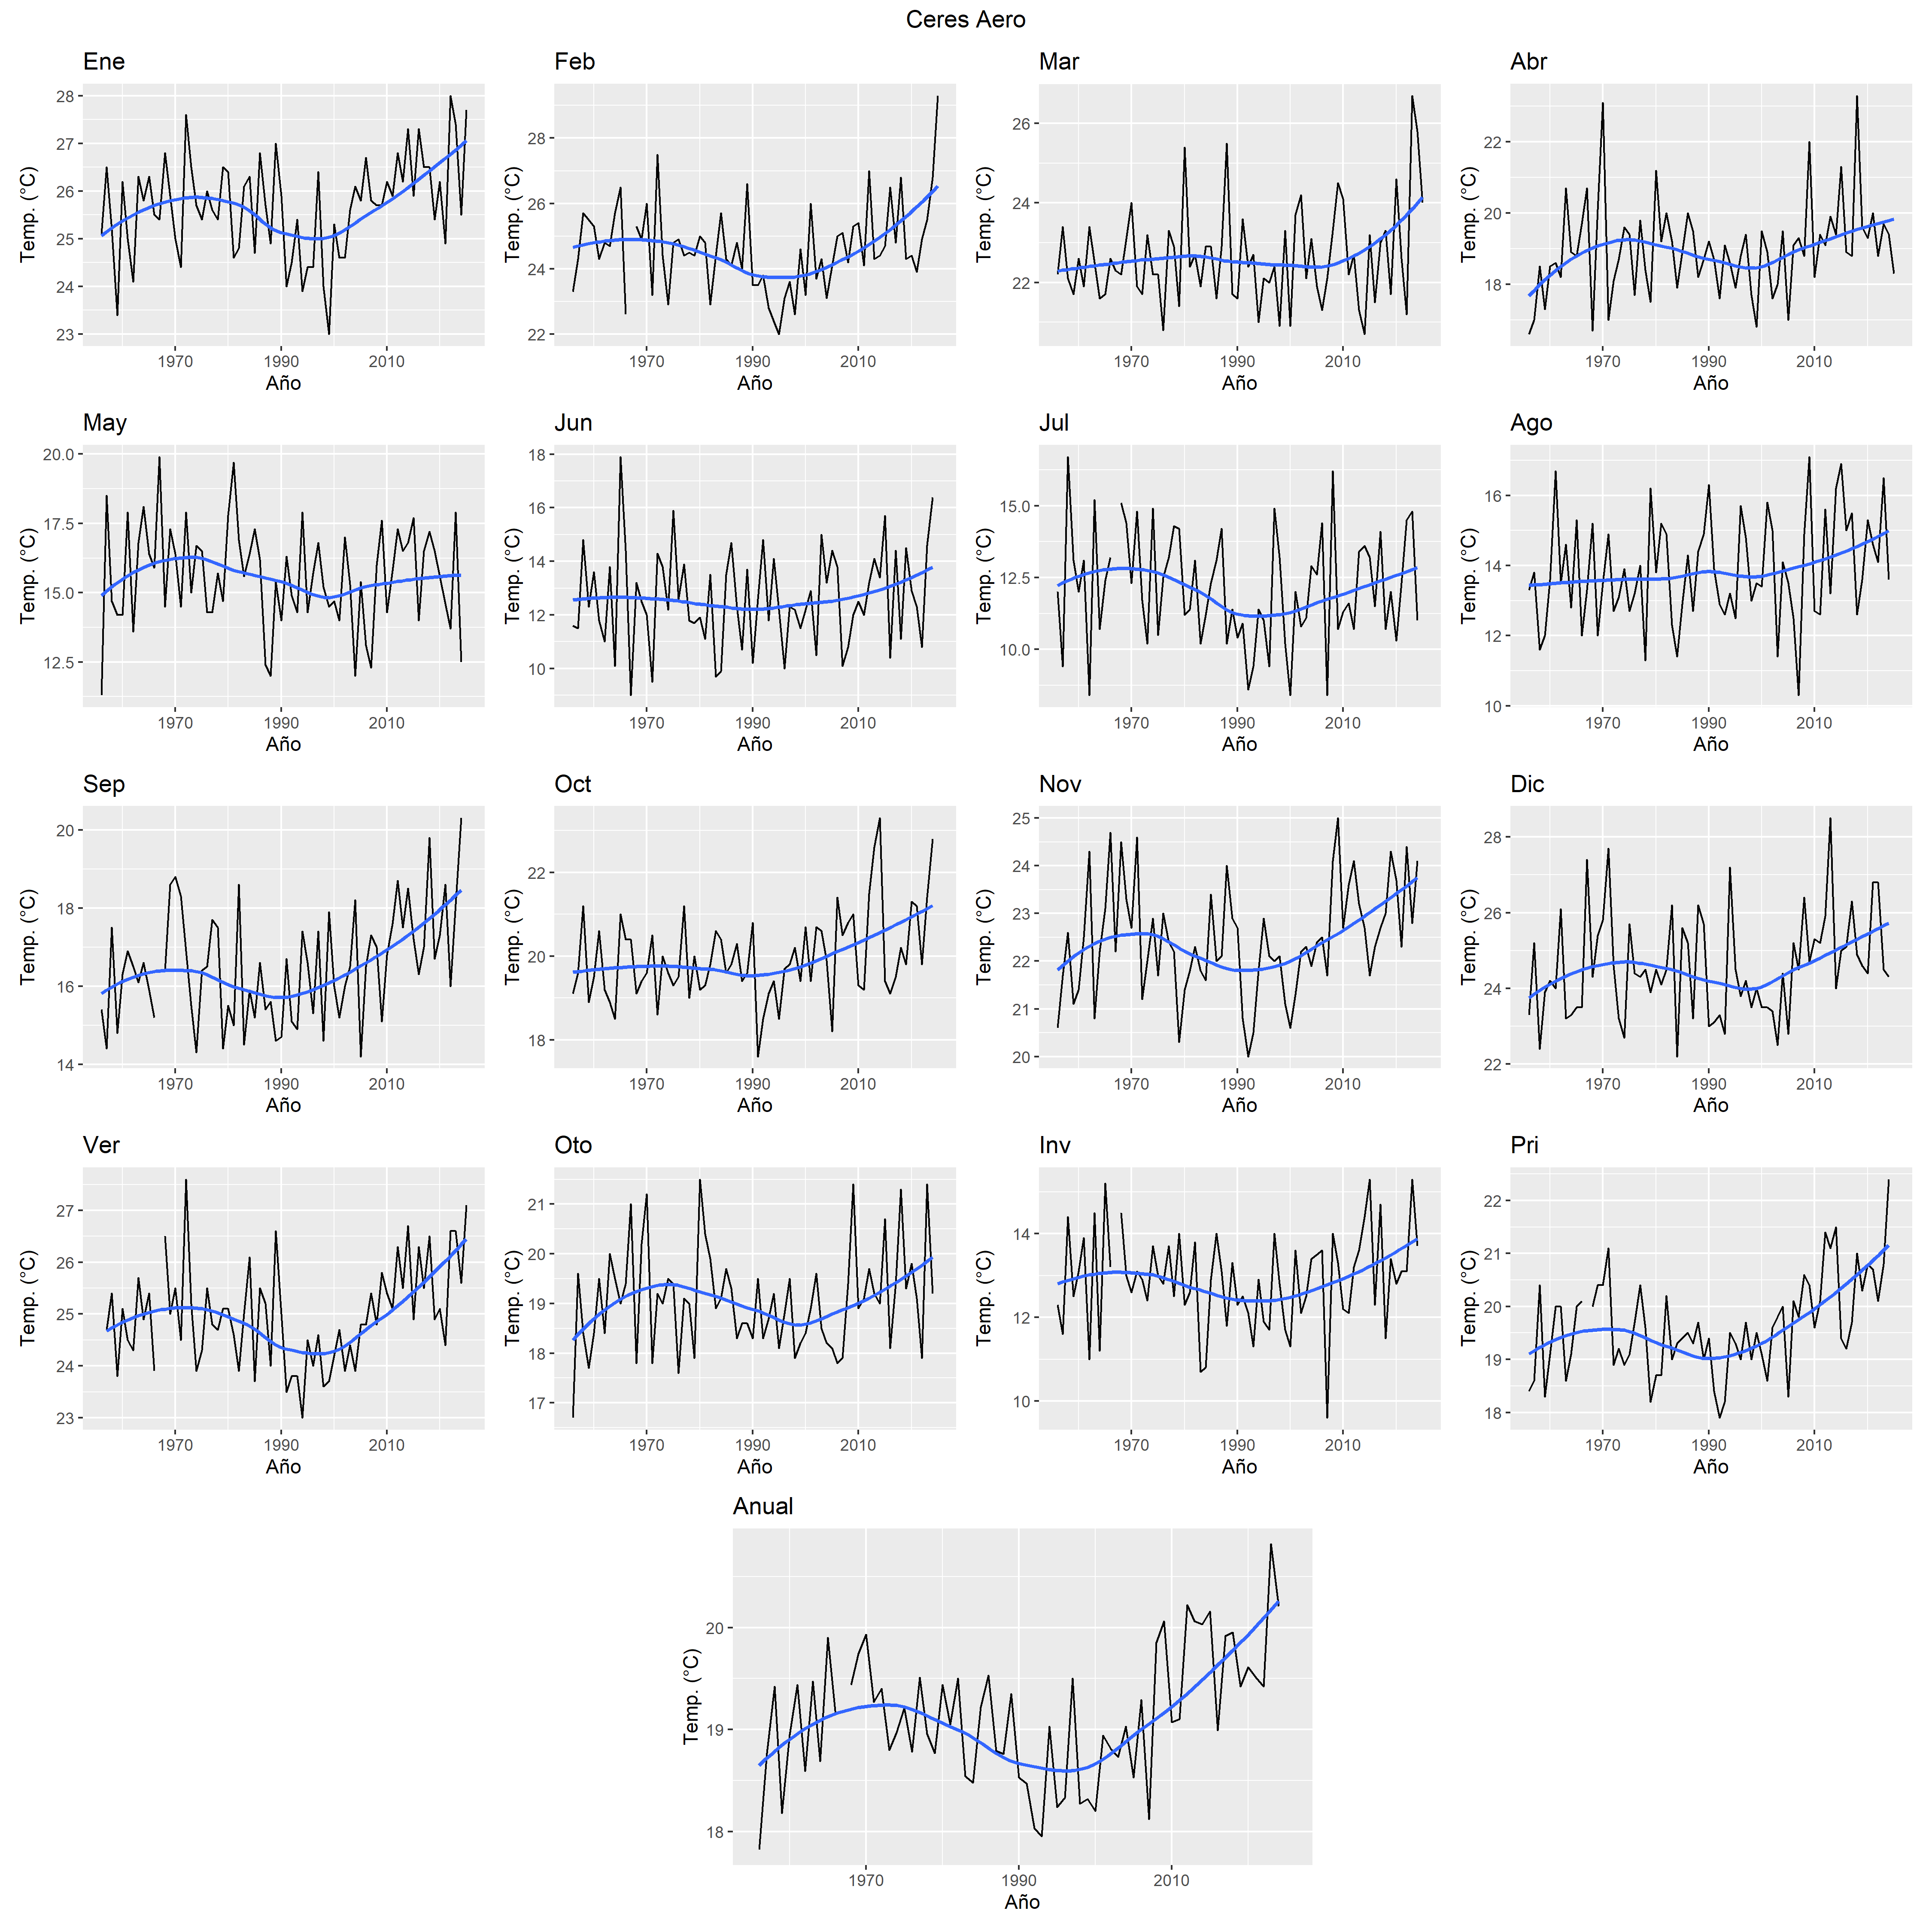 Ceres Aero
Ene Feb Mar Abr
28
27
26
25
24
23
Temp. (°C)
1970 1990 2010
Año
28
26
24
22
Temp. (°C)
1970 1990 2010
Año
26
24
22
Temp. (°C)
1970 1990 2010
Año
22
20
18
Temp. (°C)
1970 1990 2010
Año
May Jun Jul Ago
20.0
17.5
15.0
12.5
Temp. (°C)
1970 1990 2010
Año
18
16
14
12
10
Temp. (°C)
1970 1990 2010
Año
15.0
12.5
10.0
Temp. (°C)
1970 1990 2010
Año
16
14
12
10
Temp. (°C)
1970 1990 2010
Año
Sep Oct Nov Dic
20
18
16
14
Temp. (°C)
1970 1990 2010
Año
22
20
18
Temp. (°C)
1970 1990 2010
Año
25
24
23
22
21
20
Temp. (°C)
1970 1990 2010
Año
28
26
24
22
Temp. (°C)
1970 1990 2010
Año
Ver Oto Inv Pri
27
26
25
24
23
Temp. (°C)
1970 1990 2010
Año
21
20
19
18
17
Temp. (°C)
1970 1990 2010
Año
14
12
10
Temp. (°C)
1970 1990 2010
Año
22
21
20
19
18
Temp. (°C)
1970 1990 2010
Año
Anual
20
19
18
Temp. (°C)
1970 1990 2010
Año